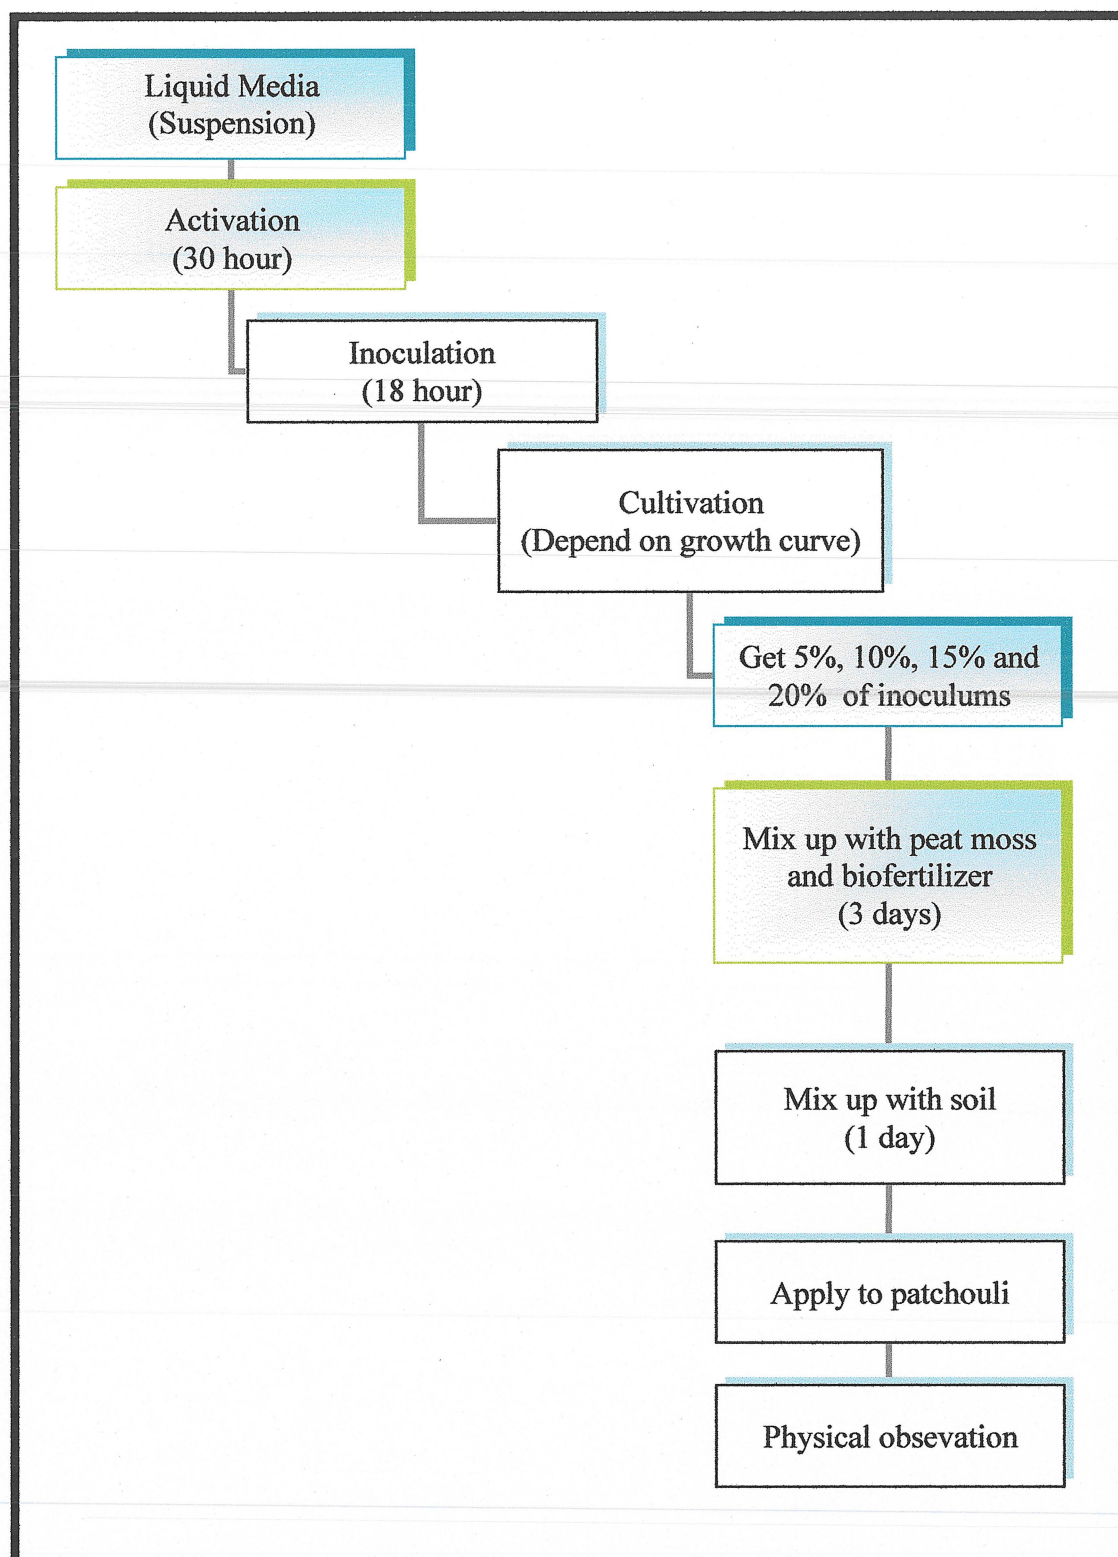 Liquid Media
(Suspension)
Activation
(30 hour)
Inoculation
(18 hour)
Cultivation
(Depend on growth curve)
Get 5%, 10%, 15% and
20% of inoculums
Mix up with peat moss
and biofertilizer
(3 days)
Mix up with soil
(1 day)
Apply to patchouli
Physical obsevation